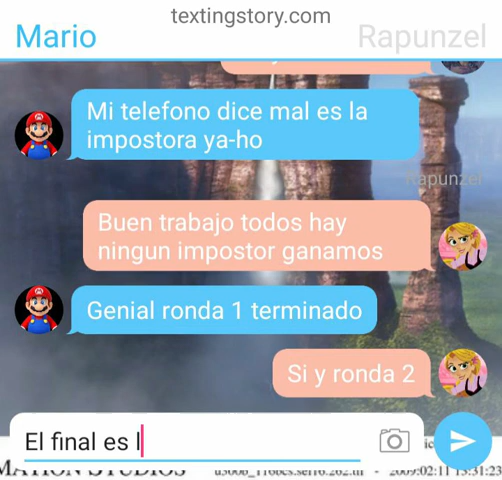 textingstory.com
Mario
Rapunzel
Mi telefono dice mal es la
impostora ya-ho
Rapunzel
Buen trabajo todos hay
ningun impostor ganamos
Genial ronda 1 terminado
Si y ronda 2
El final es l